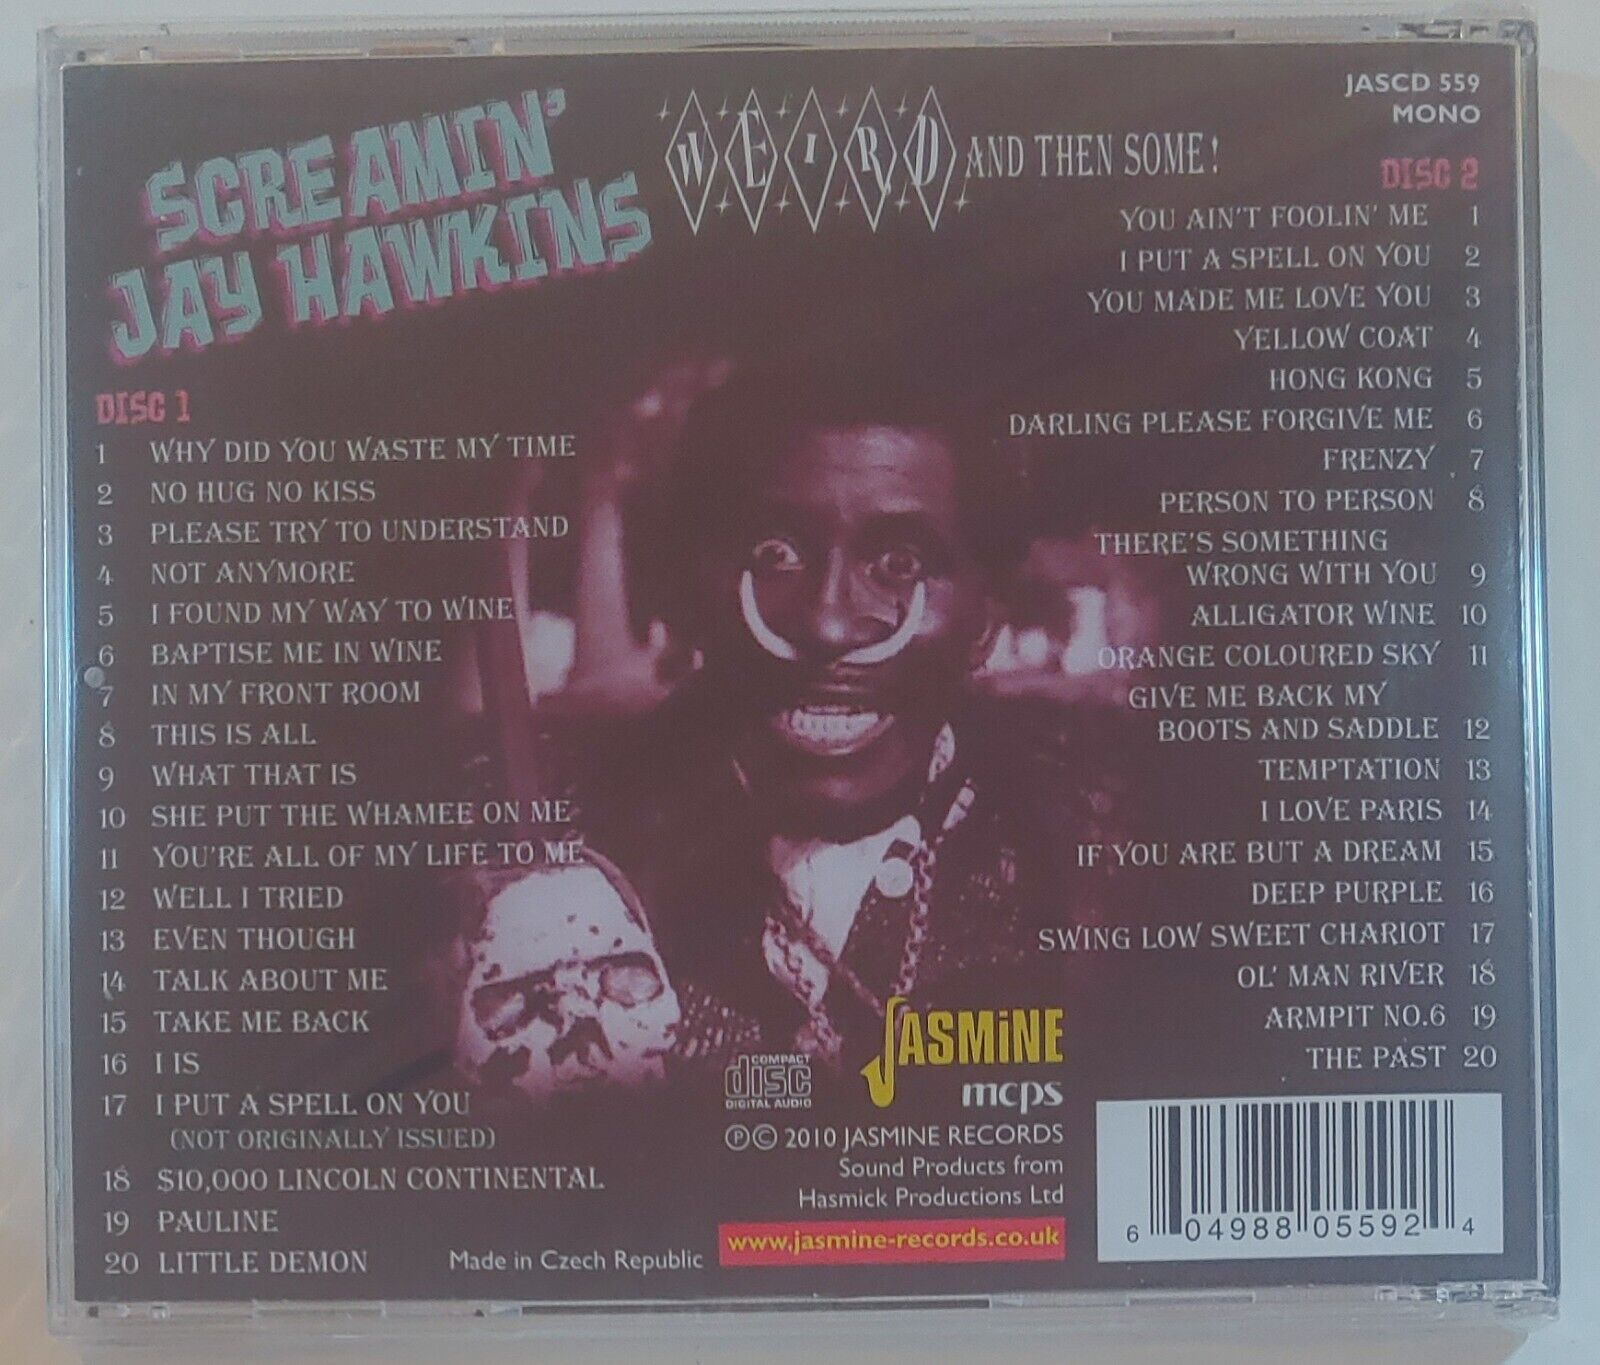 SCREAMIN'
JAY HAWKINS
WEIRD AND THEN SOME!
JASCD 559
MONO
DISC 1
1 WHY DID YOU WASTE MY TIME
2 NO HUG NO KISS
3 PLEASE TRY TO UNDERSTAND
4 NOT ANYMORE
5 I FOUND MY WAY TO WINE
6 BAPTISE ME IN WINE
7 IN MY FRONT ROOM
8 THIS IS ALL
9 WHAT THAT IS
10 SHE PUT THE WHAMEE ON ME
11 YOU'RE ALL OF MY LIFE TO ME
12 WELL I TRIED
13 EVEN THOUGH
14 TALK ABOUT ME
15 TAKE ME BACK
16 I IS
17 I PUT A SPELL ON YOU
(NOT ORIGINALLY ISSUED)
18 $10,000 LINCOLN CONTINENTAL
19 PAULINE
20 LITTLE DEMON
DISC 2
YOU AIN'T FOOLIN' ME 1
I PUT A SPELL ON YOU 2
YOU MADE ME LOVE YOU 3
YELLOW COAT 4
HONG KONG 5
DARLING PLEASE FORGIVE ME 6
FRENZY 7
PERSON TO PERSON 8
THERE'S SOMETHING
WRONG WITH YOU 9
ALLIGATOR WINE 10
ORANGE COLOURED SKY 11
GIVE ME BACK MY
BOOTS AND SADDLE 12
TEMPTATION 13
I LOVE PARIS 14
IF YOU ARE BUT A DREAM 15
DEEP PURPLE 16
SWING LOW SWEET CHARIOT 17
OL' MAN RIVER 18
ARMPIT NO.6 19
THE PAST 20
COMPACT
disc
DIGITAL AUDIO
JASMiNE
mcps
℗© 2010 JASMINE RECORDS
Sound Products from
Hasmick Productions Ltd
www.jasmine-records.co.uk
Made in Czech Republic
6 04988 05592 4